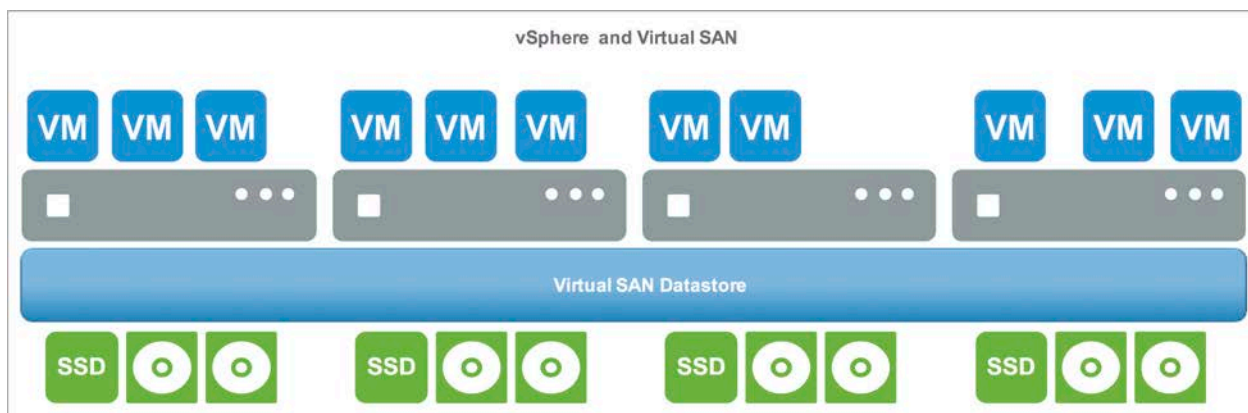 vSphere and Virtual SAN
VM VM VM VM VM VM VM VM VM VM VM
Virtual SAN Datastore
SSD SSD SSD SSD